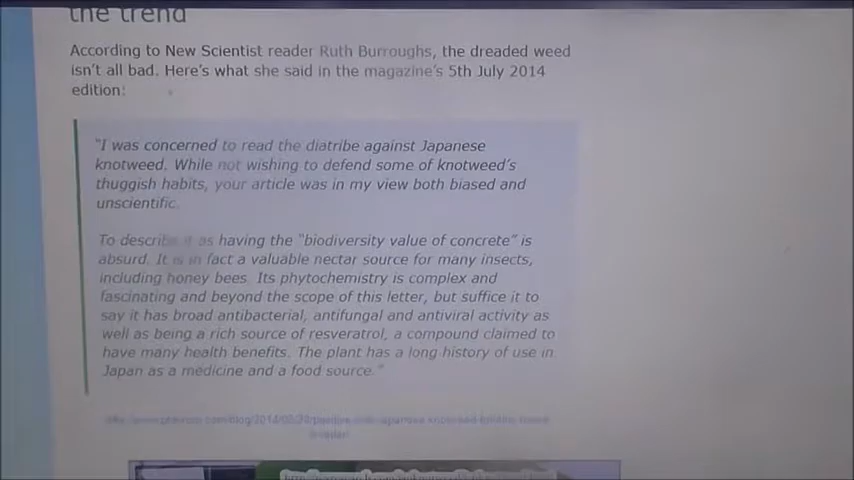 the trend
According to New Scientist reader Ruth Burroughs, the dreaded weed
isn't all bad. Here's what she said in the magazine's 5th July 2014
edition:
"I was concerned to read the diatribe against Japanese
knotweed. While not wishing to defend some of knotweed's
thuggish habits, your article was in my view both biased and
unscientific.
To describe it as having the "biodiversity value of concrete" is
absurd. It is in fact a valuable nectar source for many insects,
including honey bees. Its phytochemistry is complex and
fascinating and beyond the scope of this letter, but suffice it to
say it has broad antibacterial, antifungal and antiviral activity as
well as being a rich source of resveratrol, a compound claimed to
have many health benefits. The plant has a long history of use in
Japan as a medicine and a food source."